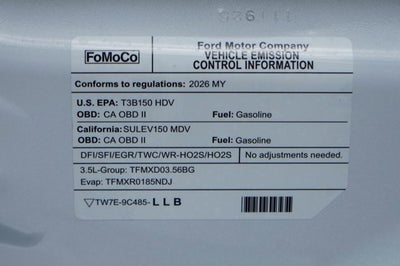 FoMoCo
Ford Motor Company
VEHICLE EMISSION
CONTROL INFORMATION
Conforms to regulations: 2026 MY
U.S. EPA: T3B150 HDV
OBD: CA OBD II Fuel: Gasoline
California: SULEV150 MDV
OBD: CA OBD II Fuel: Gasoline
DFI/SFI/EGR/TWC/WR-HO2S/HO2S No adjustments needed.
3.5L-Group: TFMXD03.56BG
Evap: TFMXR0185NDJ
TW7E-9C485- L L B